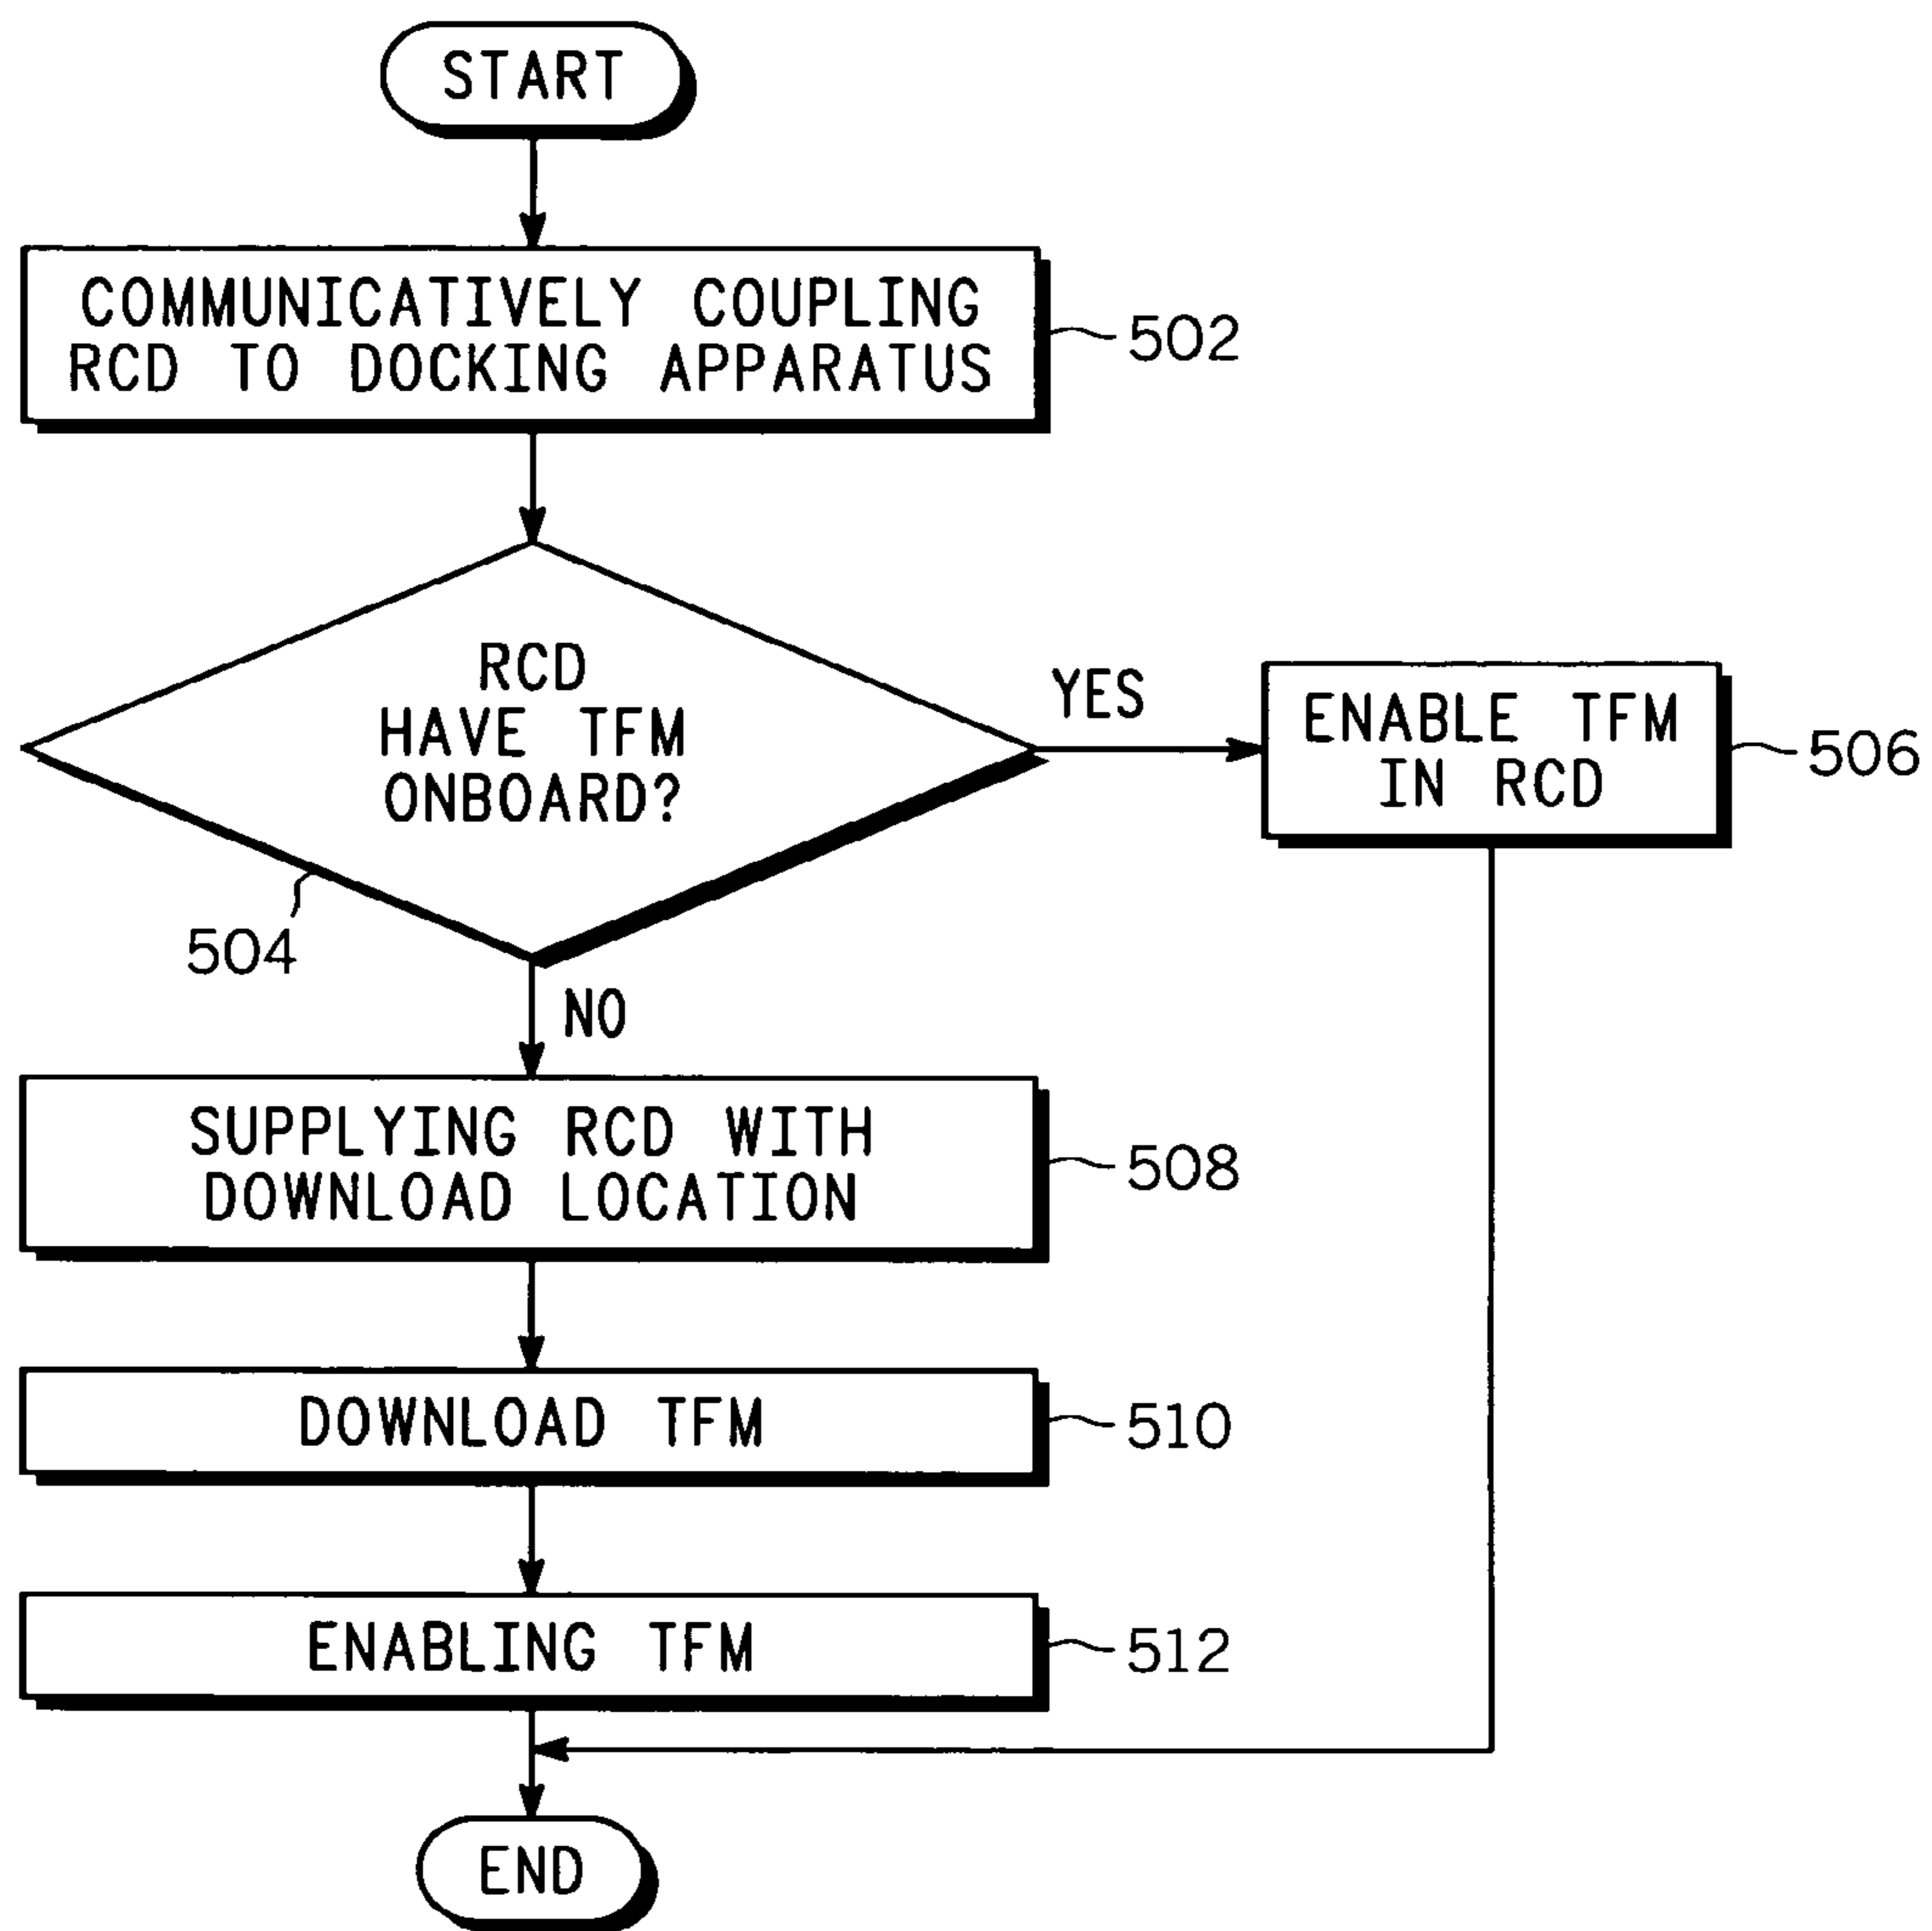 START
COMMUNICATIVELY COUPLING
RCD TO DOCKING APPARATUS
502
RCD
HAVE TFM
ONBOARD?
YES
ENABLE TFM
IN RCD
506
504
NO
SUPPLYING RCD WITH
DOWNLOAD LOCATION
508
DOWNLOAD TFM
510
ENABLING TFM
512
END